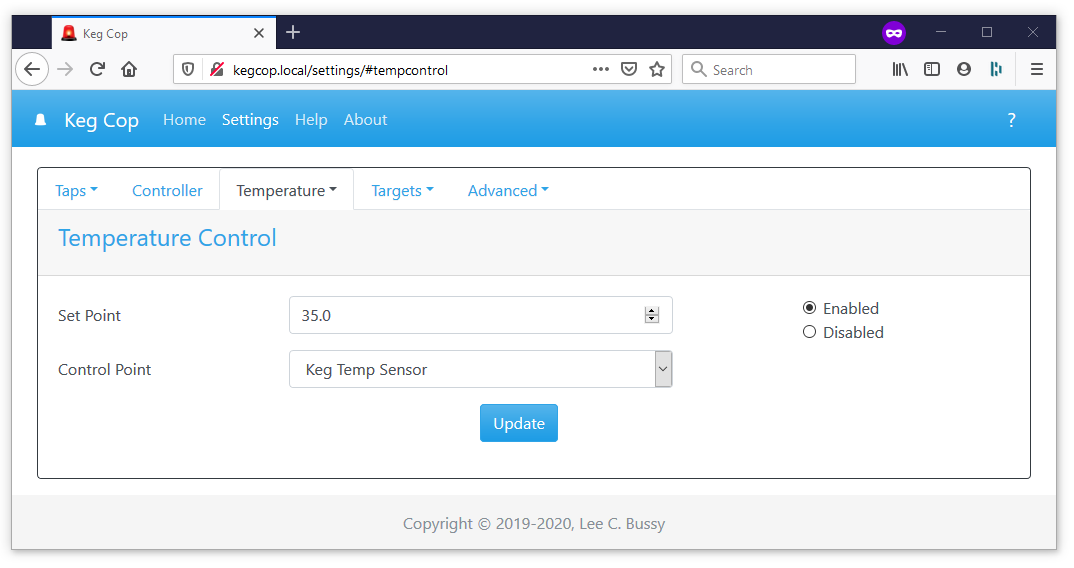 Keg Cop
kegcop.local/settings/#tempcontrol
Search
Keg Cop Home Settings Help About ?
Taps Controller Temperature Targets Advanced
Temperature Control
Set Point 35.0 Enabled
Disabled
Control Point Keg Temp Sensor
Update
Copyright © 2019-2020, Lee C. Bussy